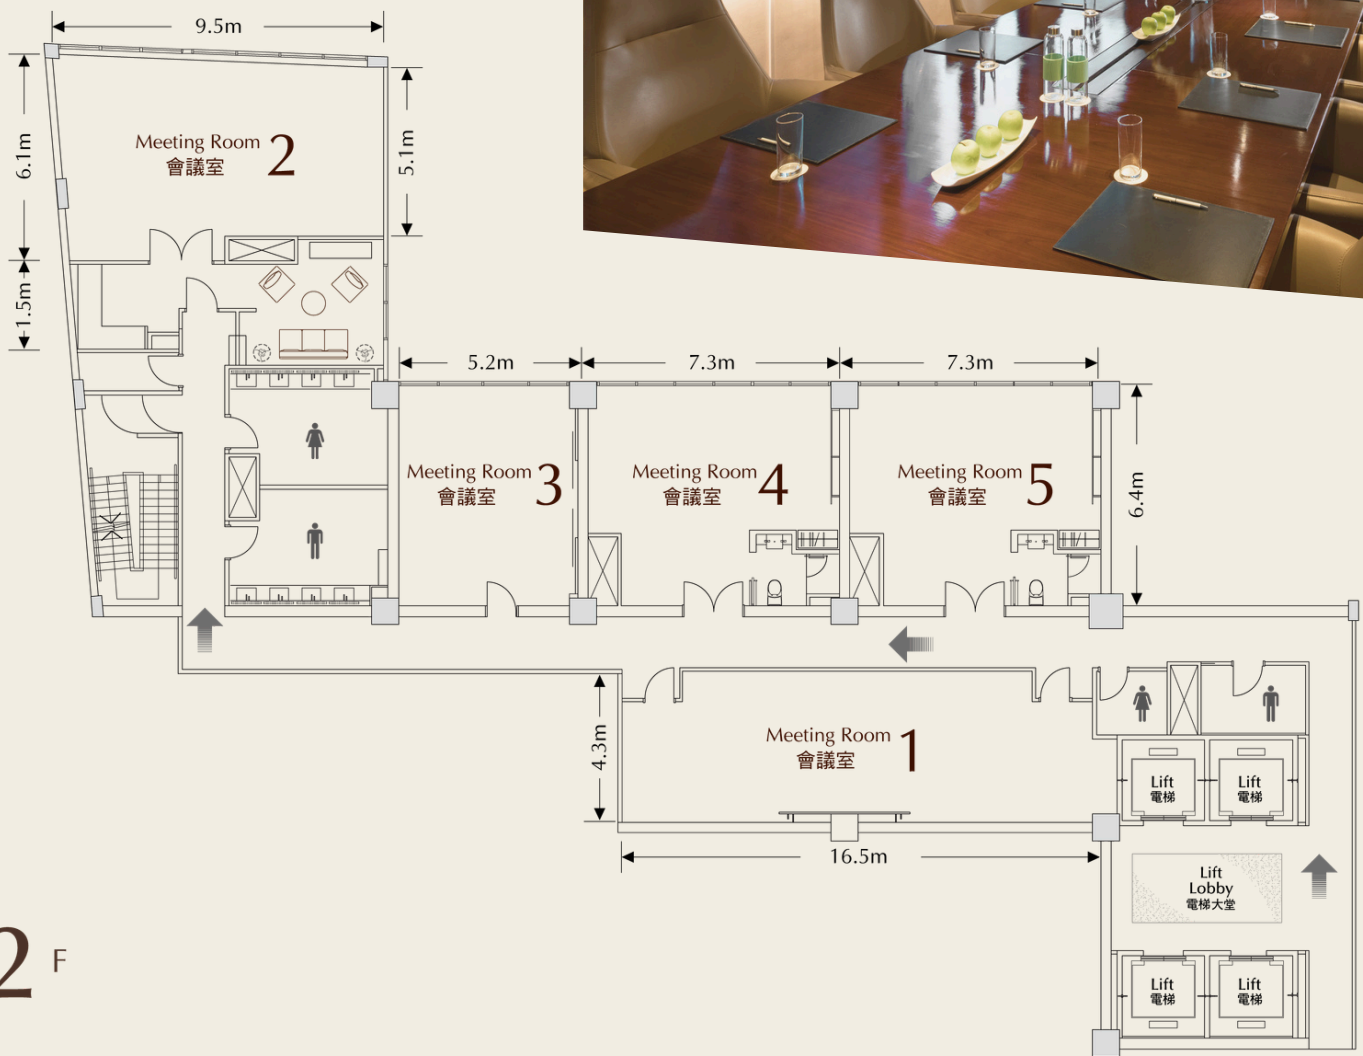 9.5m
6.1m
5.1m
Meeting Room 2
會議室
1.5m
5.2m
7.3m
7.3m
Meeting Room 3
會議室
Meeting Room 4
會議室
Meeting Room 5
會議室
6.4m
4.3m
Meeting Room 1
會議室
16.5m
Lift
電梯
Lift
電梯
Lift
Lobby
電梯大堂
Lift
電梯
Lift
電梯
2 F